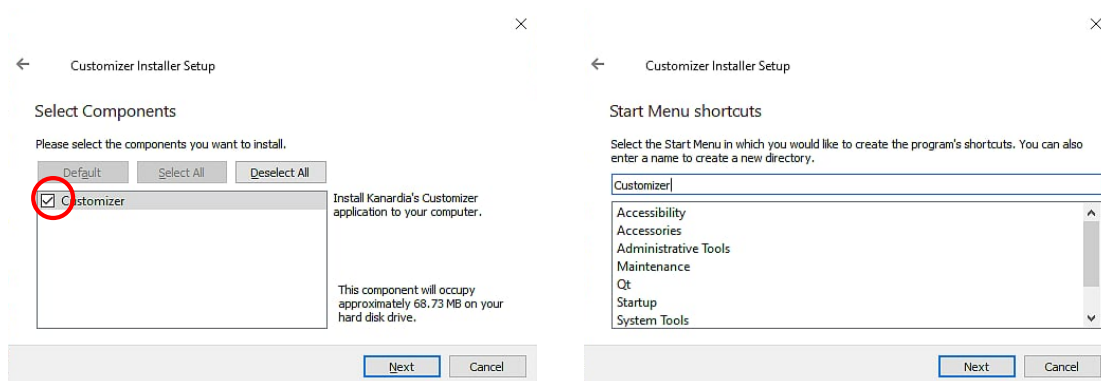 Customizer Installer Setup
Select Components
Please select the components you want to install.
Default Select All Deselect All
Customizer
Install Kanardia's Customizer
application to your computer.
This component will occupy
approximately 68.73 MB on your
hard disk drive.
Next Cancel
Customizer Installer Setup
Start Menu shortcuts
Select the Start Menu in which you would like to create the program's shortcuts. You can also
enter a name to create a new directory.
Customizer
Accessibility
Accessories
Administrative Tools
Maintenance
Qt
Startup
System Tools
Next Cancel